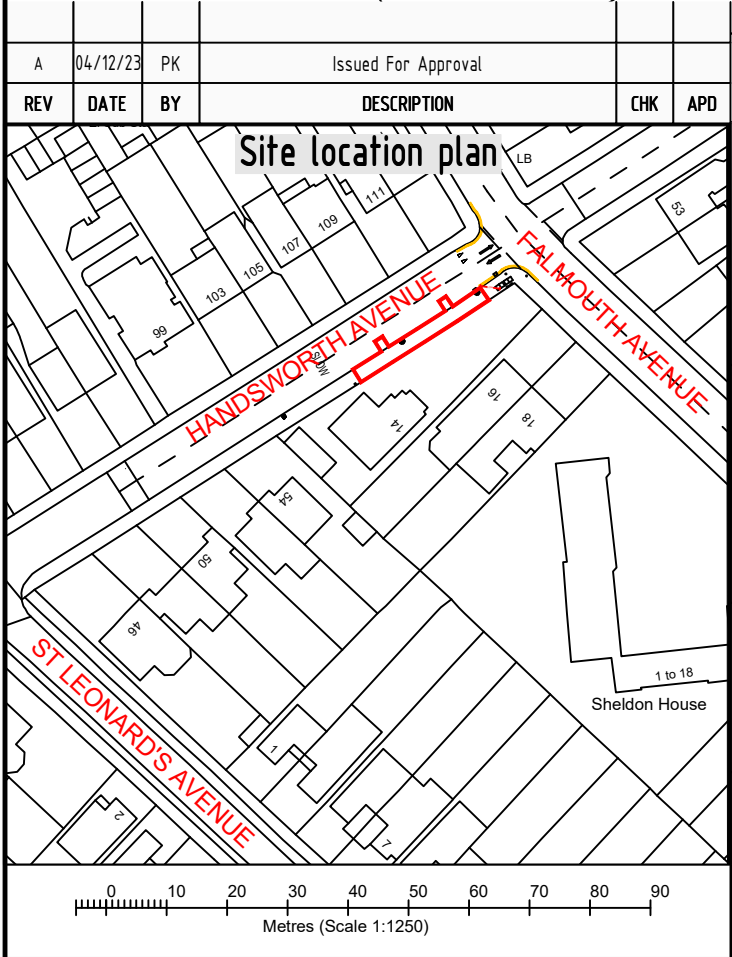 A 04/12/23 PK Issued For Approval
REV DATE BY DESCRIPTION CHK APD
Site location plan
LB
111
109
107
105
103
99
53
FALMOUTH AVENUE
HANDSWORTH AVENUE
SLOW
14
16
18
54
50
46
ST LEONARD'S AVENUE
1 to 18
Sheldon House
1
2
7
0 10 20 30 40 50 60 70 80 90
Metres (Scale 1:1250)